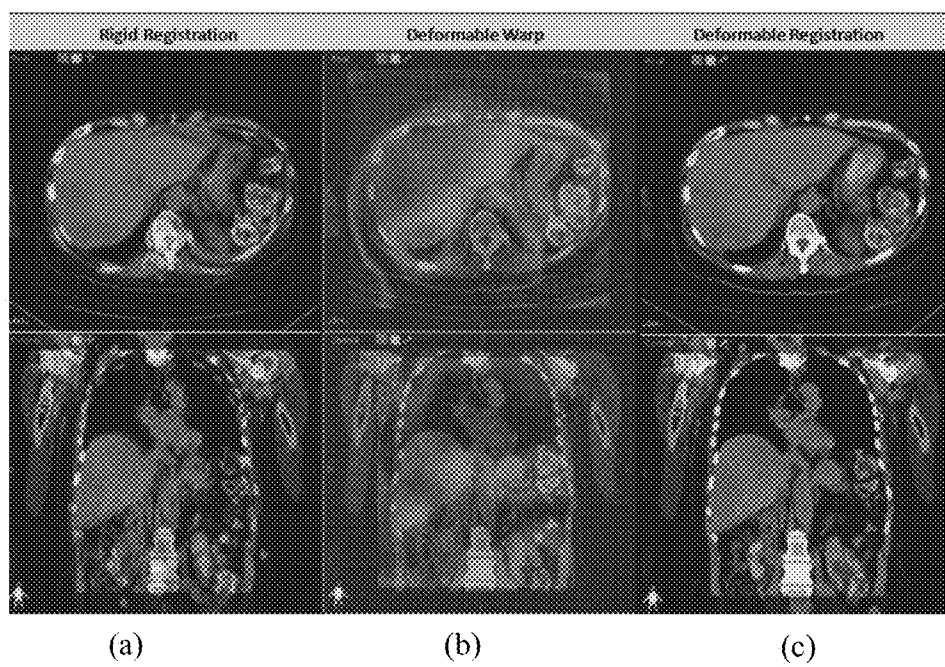 Rigid Registration
Deformable Warp
Deformable Registration
(a)
(b)
(c)